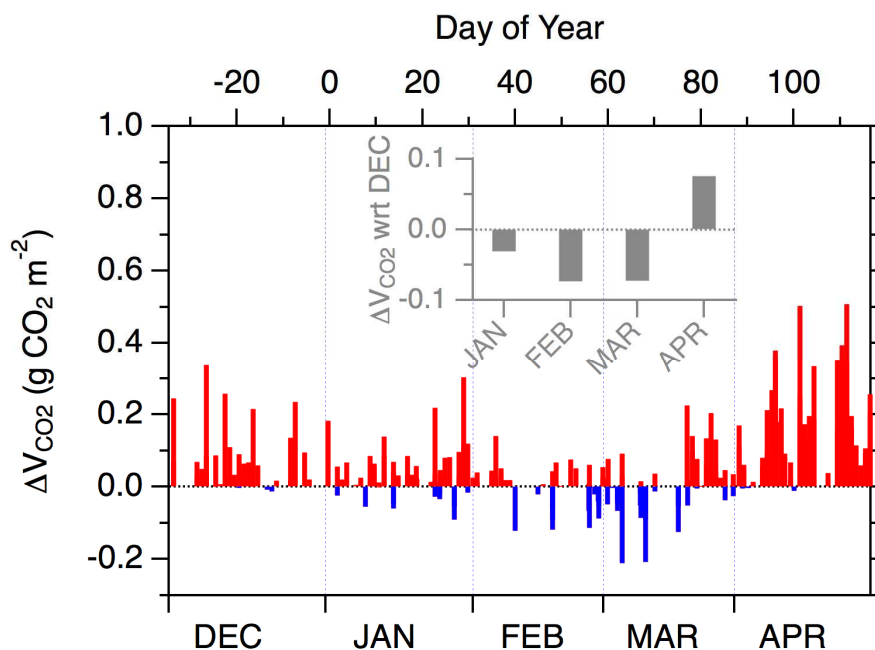 Day of Year
-20 0 20 40 60 80 100
1.0
0.8
0.6
0.4
0.2
0.0
-0.2
ΔV_CO2 (g CO₂ m⁻²)
0.1
0.0
-0.1
ΔV_CO2 wrt DEC
JAN FEB MAR APR
DEC JAN FEB MAR APR